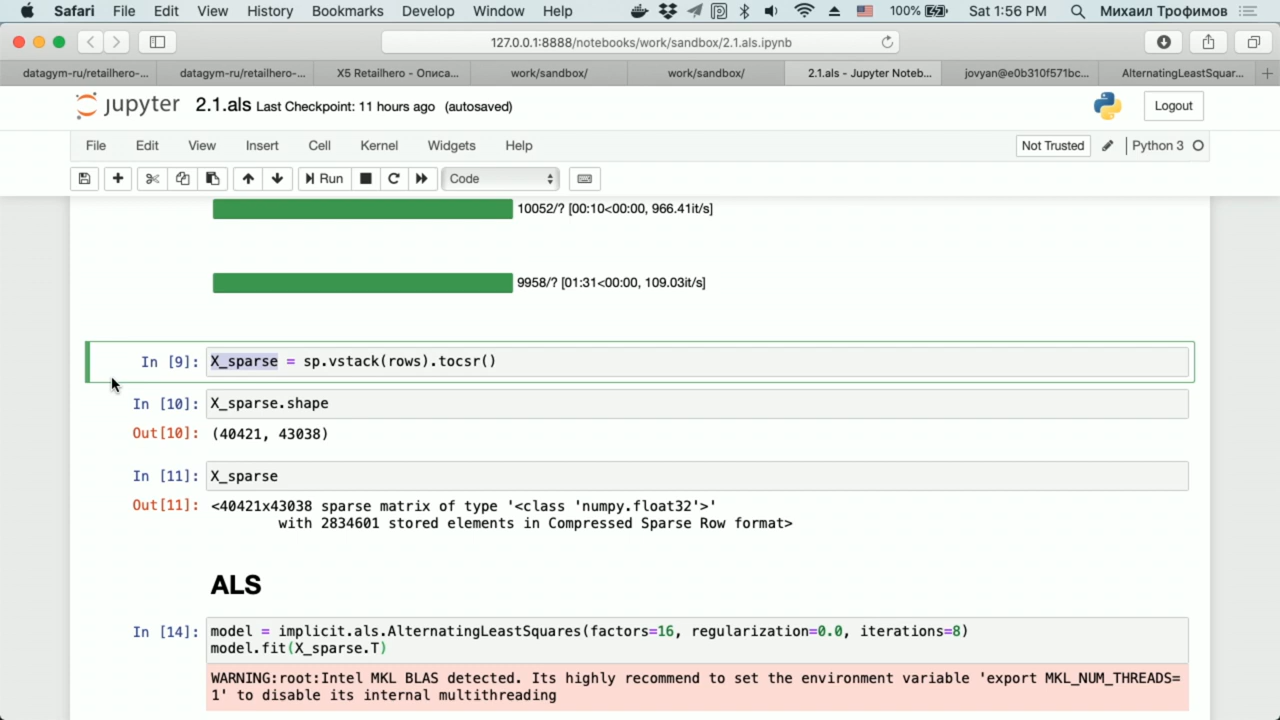 Safari File Edit View History Bookmarks Develop Window Help 100% Sat 1:56 PM Михаил Трофимов
127.0.0.1:8888/notebooks/work/sandbox/2.1.als.ipynb
datagym-ru/retailhero-... datagym-ru/retailhero-... X5 Retailhero - Описа... work/sandbox/ work/sandbox/ 2.1.als - Jupyter Noteb... jovyan@e0b310f571bc... AlternatingLeastSquar...
jupyter 2.1.als Last Checkpoint: 11 hours ago (autosaved) Logout
File Edit View Insert Cell Kernel Widgets Help Not Trusted Python 3
Run Code
10052/? [00:10<00:00, 966.41it/s]
9958/? [01:31<00:00, 109.03it/s]
In [9]: X_sparse = sp.vstack(rows).tocsr()
In [10]: X_sparse.shape
Out[10]: (40421, 43038)
In [11]: X_sparse
Out[11]: <40421x43038 sparse matrix of type '<class 'numpy.float32'>'
with 2834601 stored elements in Compressed Sparse Row format>
ALS
In [14]: model = implicit.als.AlternatingLeastSquares(factors=16, regularization=0.0, iterations=8)
model.fit(X_sparse.T)
WARNING:root:Intel MKL BLAS detected. Its highly recommend to set the environment variable 'export MKL_NUM_THREADS=
1' to disable its internal multithreading